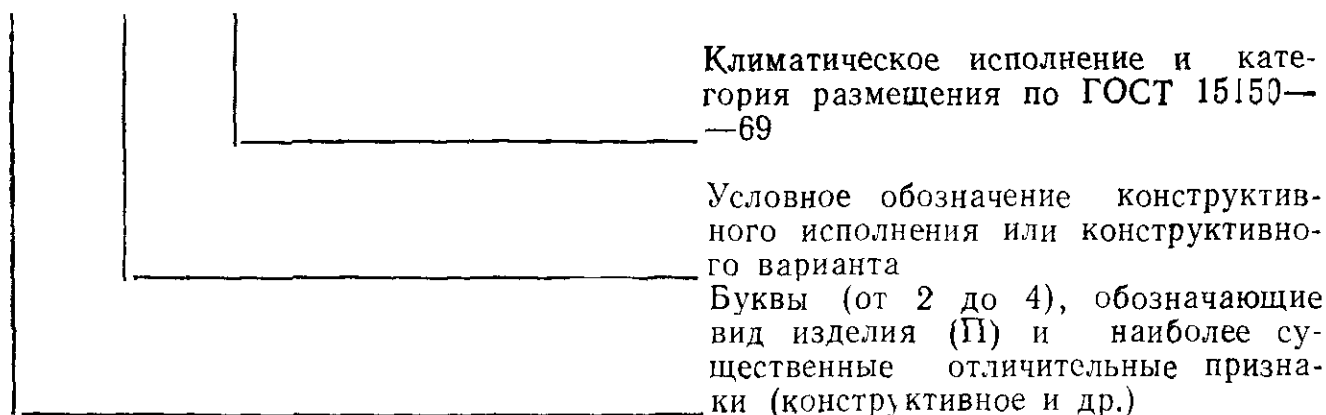 Климатическое исполнение и кате-
гория размещения по ГОСТ 15150—
—69
Условное обозначение конструктив-
ного исполнения или конструктивно-
го варианта
Буквы (от 2 до 4), обозначающие
вид изделия (П) и наиболее су-
щественные отличительные призна-
ки (конструктивное и др.)